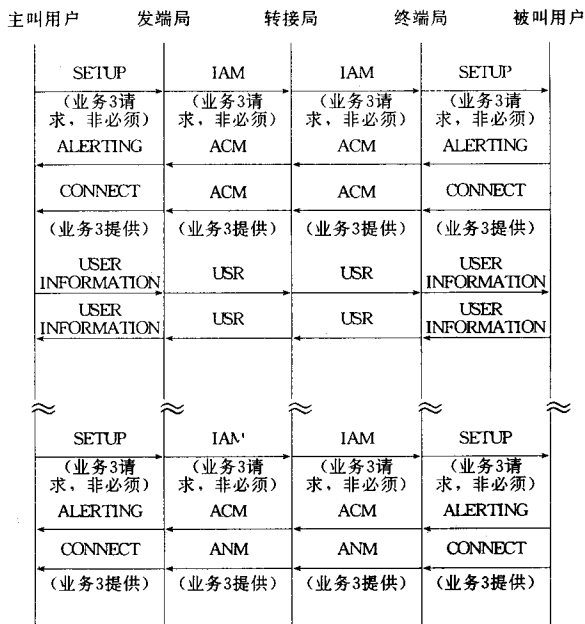 主叫用户 发端局 转接局 终端局 被叫用户
SETUP IAM IAM SETUP
(业务3请 (业务3请 (业务3请 (业务3请
求，非必须) 求，非必须) 求，非必须) 求，非必须)
ALERTING ACM ACM ALERTING
CONNECT ACM ACM CONNECT
(业务3提供) (业务3提供) (业务3提供) (业务3提供)
USER USR USR USER
INFORMATION INFORMATION
USER USR USR USER
INFORMATION INFORMATION
SETUP IAM IAM SETUP
(业务3请 (业务3请 (业务3请 (业务3请
求，非必须) 求，非必须) 求，非必须) 求，非必须)
ALERTING ACM ACM ALERTING
CONNECT ANM ANM CONNECT
(业务3提供) (业务3提供) (业务3提供) (业务3提供)